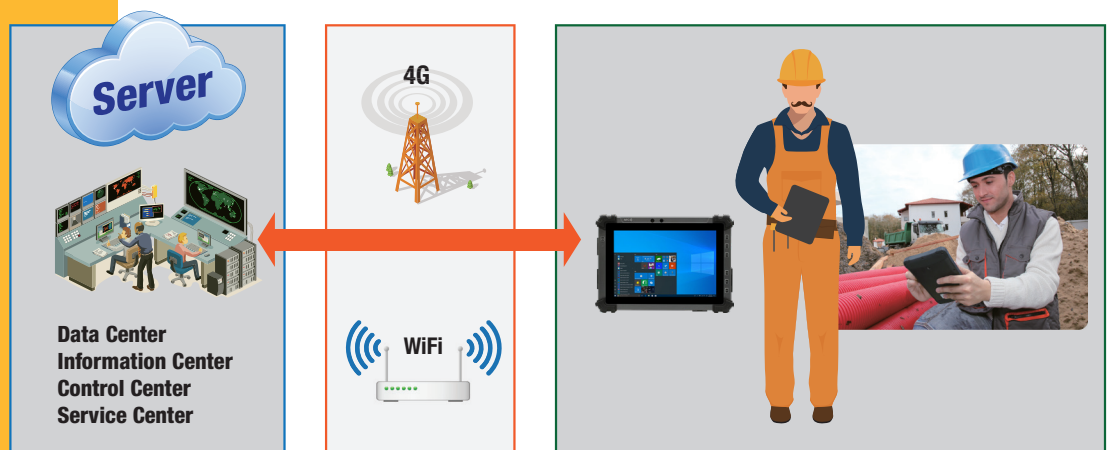 Server
Data Center
Information Center
Control Center
Service Center
4G
WiFi